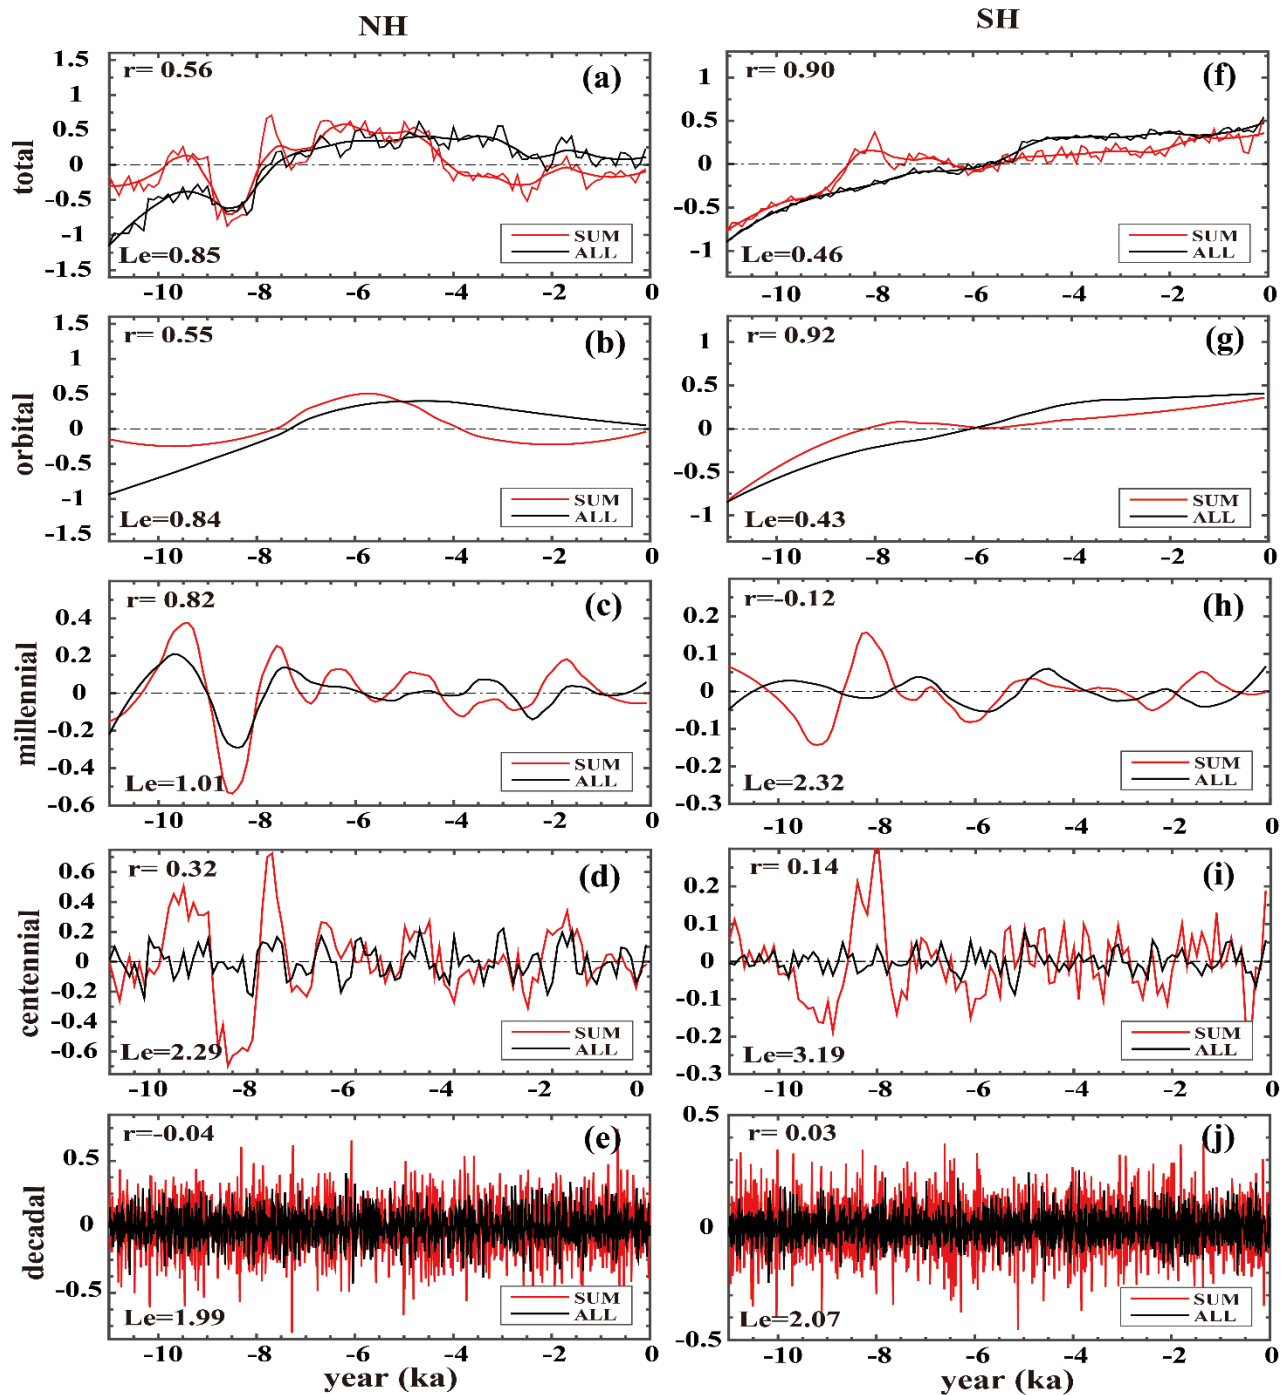 NH
SH
total
r= 0.56
(a)
1.5
1
0.5
0
-0.5
-1
-1.5
Le=0.85
SUM
ALL
-10 -8 -6 -4 -2 0
r= 0.90
(f)
1
0.5
0
-0.5
-1
Le=0.46
SUM
ALL
-10 -8 -6 -4 -2 0
orbital
r= 0.55
(b)
1.5
1
0.5
0
-0.5
-1
-1.5
Le=0.84
SUM
ALL
-10 -8 -6 -4 -2 0
r= 0.92
(g)
1
0.5
0
-0.5
-1
Le=0.43
SUM
ALL
-10 -8 -6 -4 -2 0
millennial
r= 0.82
(c)
0.4
0.2
0
-0.2
-0.4
-0.6
Le=1.01
SUM
ALL
-10 -8 -6 -4 -2 0
r=-0.12
(h)
0.2
0.1
0
-0.1
-0.2
-0.3
Le=2.32
SUM
ALL
-10 -8 -6 -4 -2 0
centennial
r= 0.32
(d)
0.6
0.4
0.2
0
-0.2
-0.4
-0.6
Le=2.29
SUM
ALL
-10 -8 -6 -4 -2 0
r= 0.14
(i)
0.2
0.1
0
-0.1
-0.2
-0.3
Le=3.19
SUM
ALL
-10 -8 -6 -4 -2 0
decadal
r=-0.04
(e)
0.5
0
-0.5
Le=1.99
SUM
ALL
-10 -8 -6 -4 -2 0
year (ka)
r= 0.03
(j)
0.5
0
-0.5
Le=2.07
SUM
ALL
-10 -8 -6 -4 -2 0
year (ka)